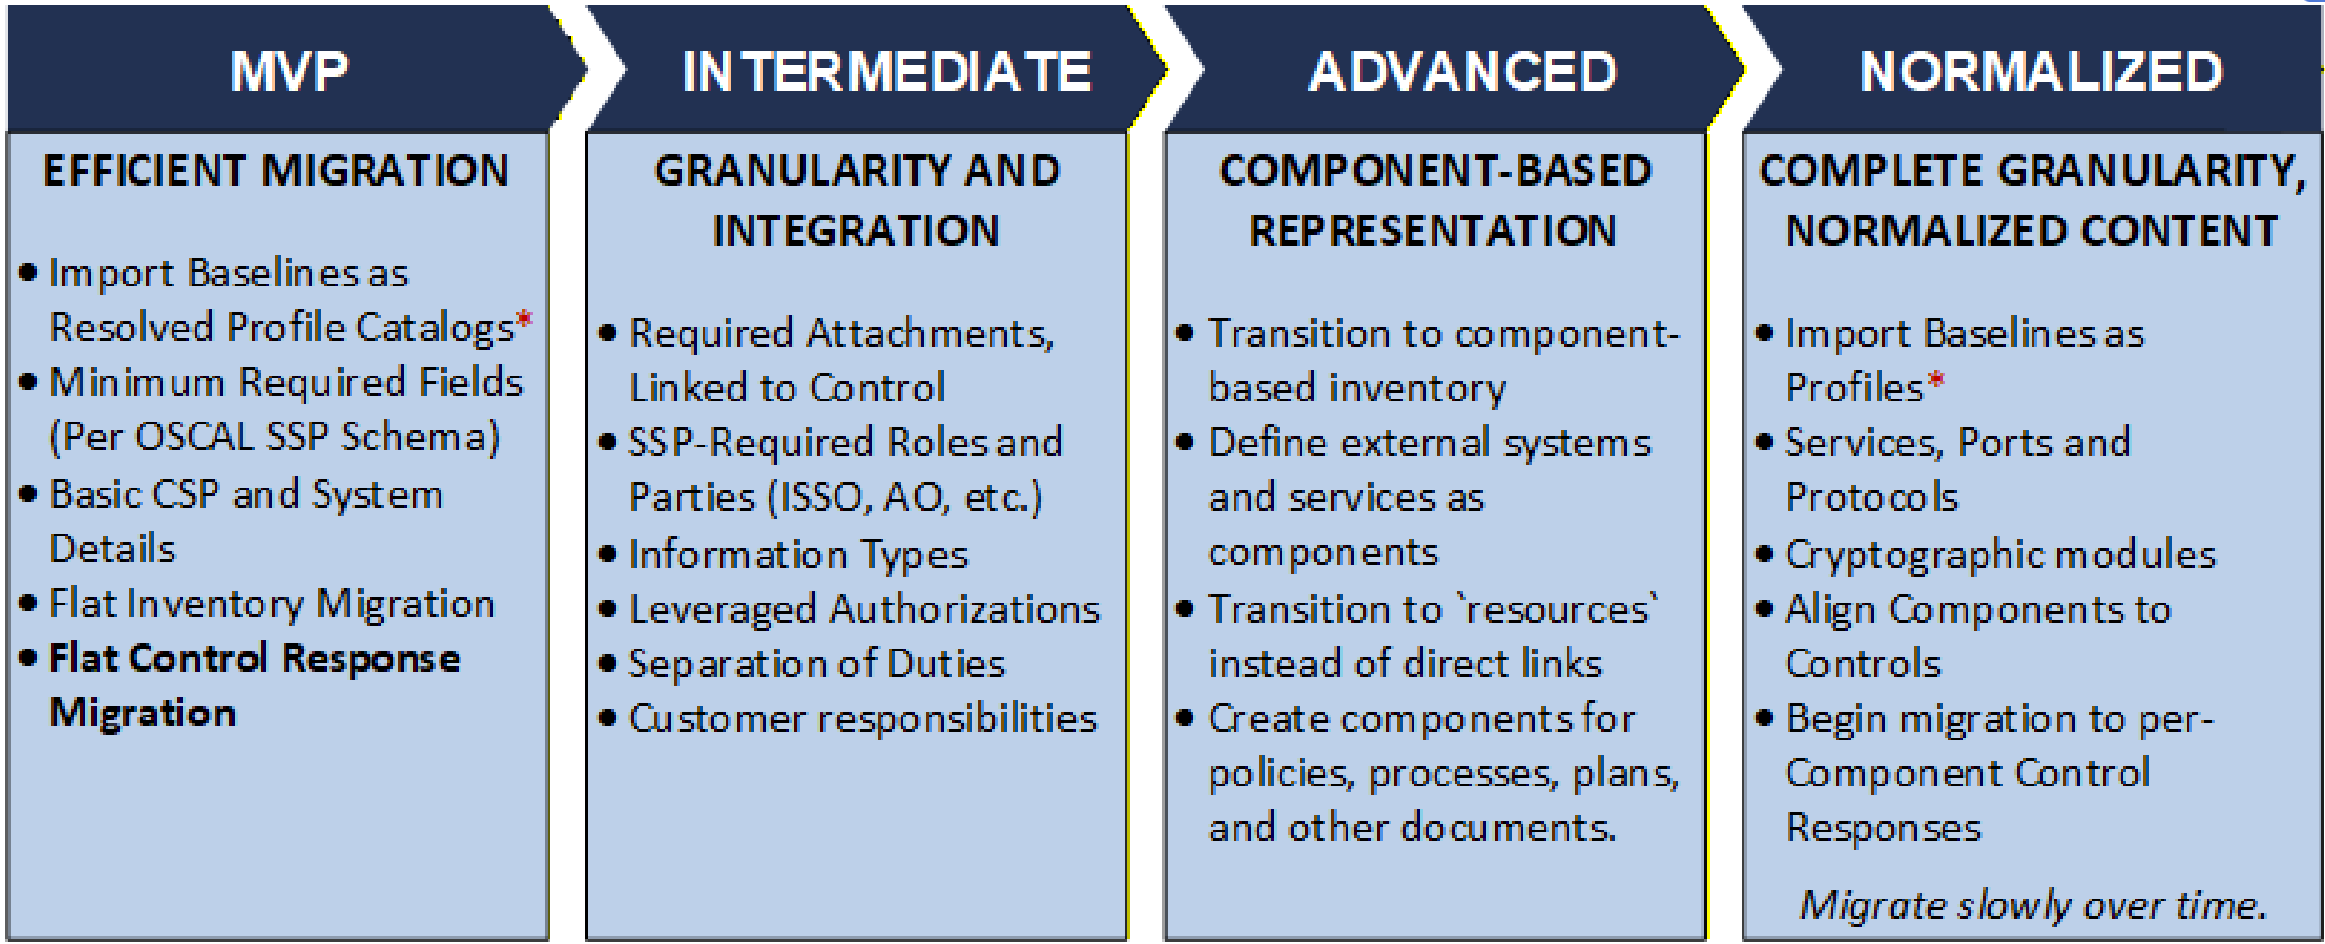 MVP
EFFICIENT MIGRATION
● Import Baselines as
Resolved Profile Catalogs*
● Minimum Required Fields
(Per OSCAL SSP Schema)
● Basic CSP and System
Details
● Flat Inventory Migration
● Flat Control Response
Migration
INTERMEDIATE
GRANULARITY AND
INTEGRATION
● Required Attachments,
Linked to Control
● SSP-Required Roles and
Parties (ISSO, AO, etc.)
● Information Types
● Leveraged Authorizations
● Separation of Duties
● Customer responsibilities
ADVANCED
COMPONENT-BASED
REPRESENTATION
● Transition to component-
based inventory
● Define external systems
and services as
components
● Transition to `resources`
instead of direct links
● Create components for
policies, processes, plans,
and other documents.
NORMALIZED
COMPLETE GRANULARITY,
NORMALIZED CONTENT
● Import Baselines as
Profiles*
● Services, Ports and
Protocols
● Cryptographic modules
● Align Components to
Controls
● Begin migration to per-
Component Control
Responses
Migrate slowly over time.